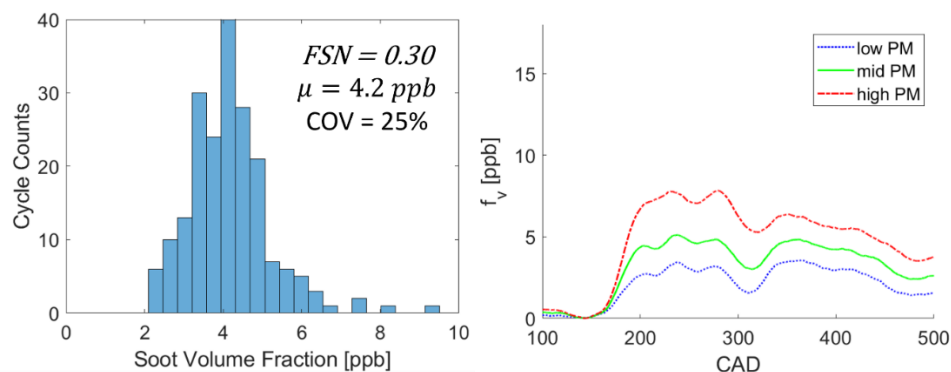 40
30
20
10
0
Cycle Counts
FSN = 0.30
μ = 4.2 ppb
COV = 25%
0 2 4 6 8 10
Soot Volume Fraction [ppb]
15
10
5
0
f_v [ppb]
low PM
mid PM
high PM
100 200 300 400 500
CAD